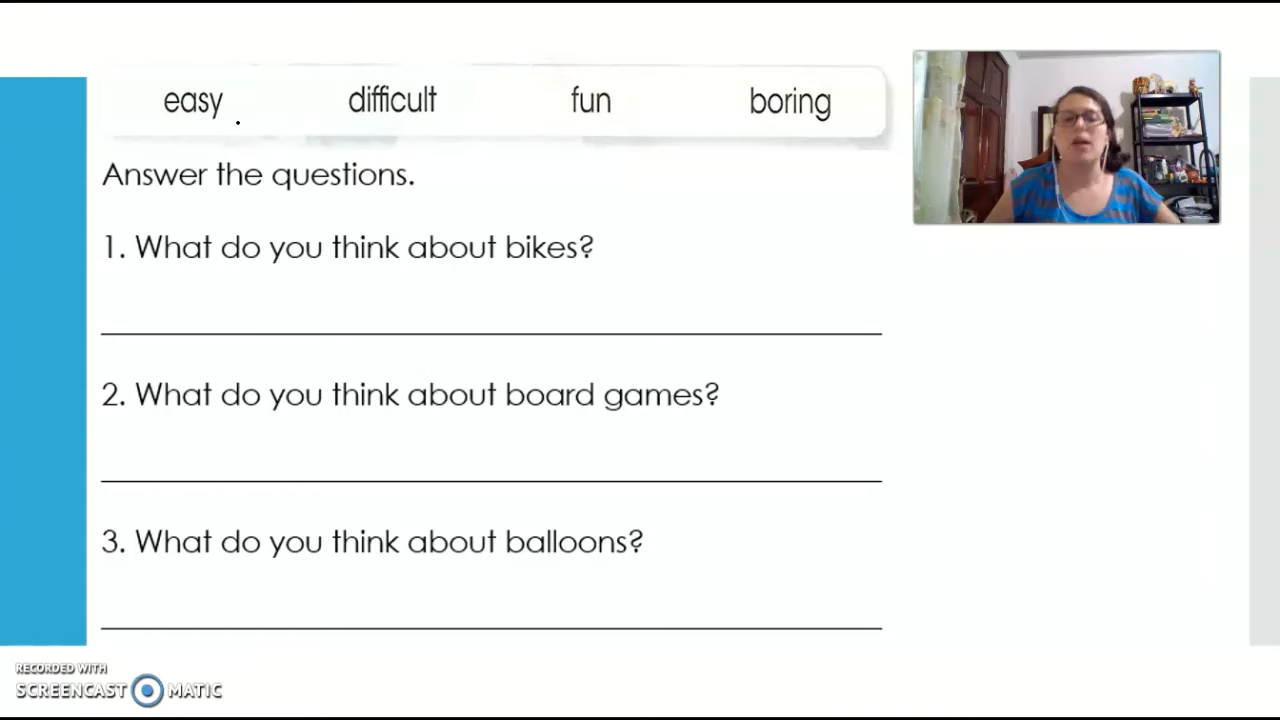 easy difficult fun boring
Answer the questions.
1. What do you think about bikes?
2. What do you think about board games?
3. What do you think about balloons?
RECORDED WITH
SCREENCAST MATIC